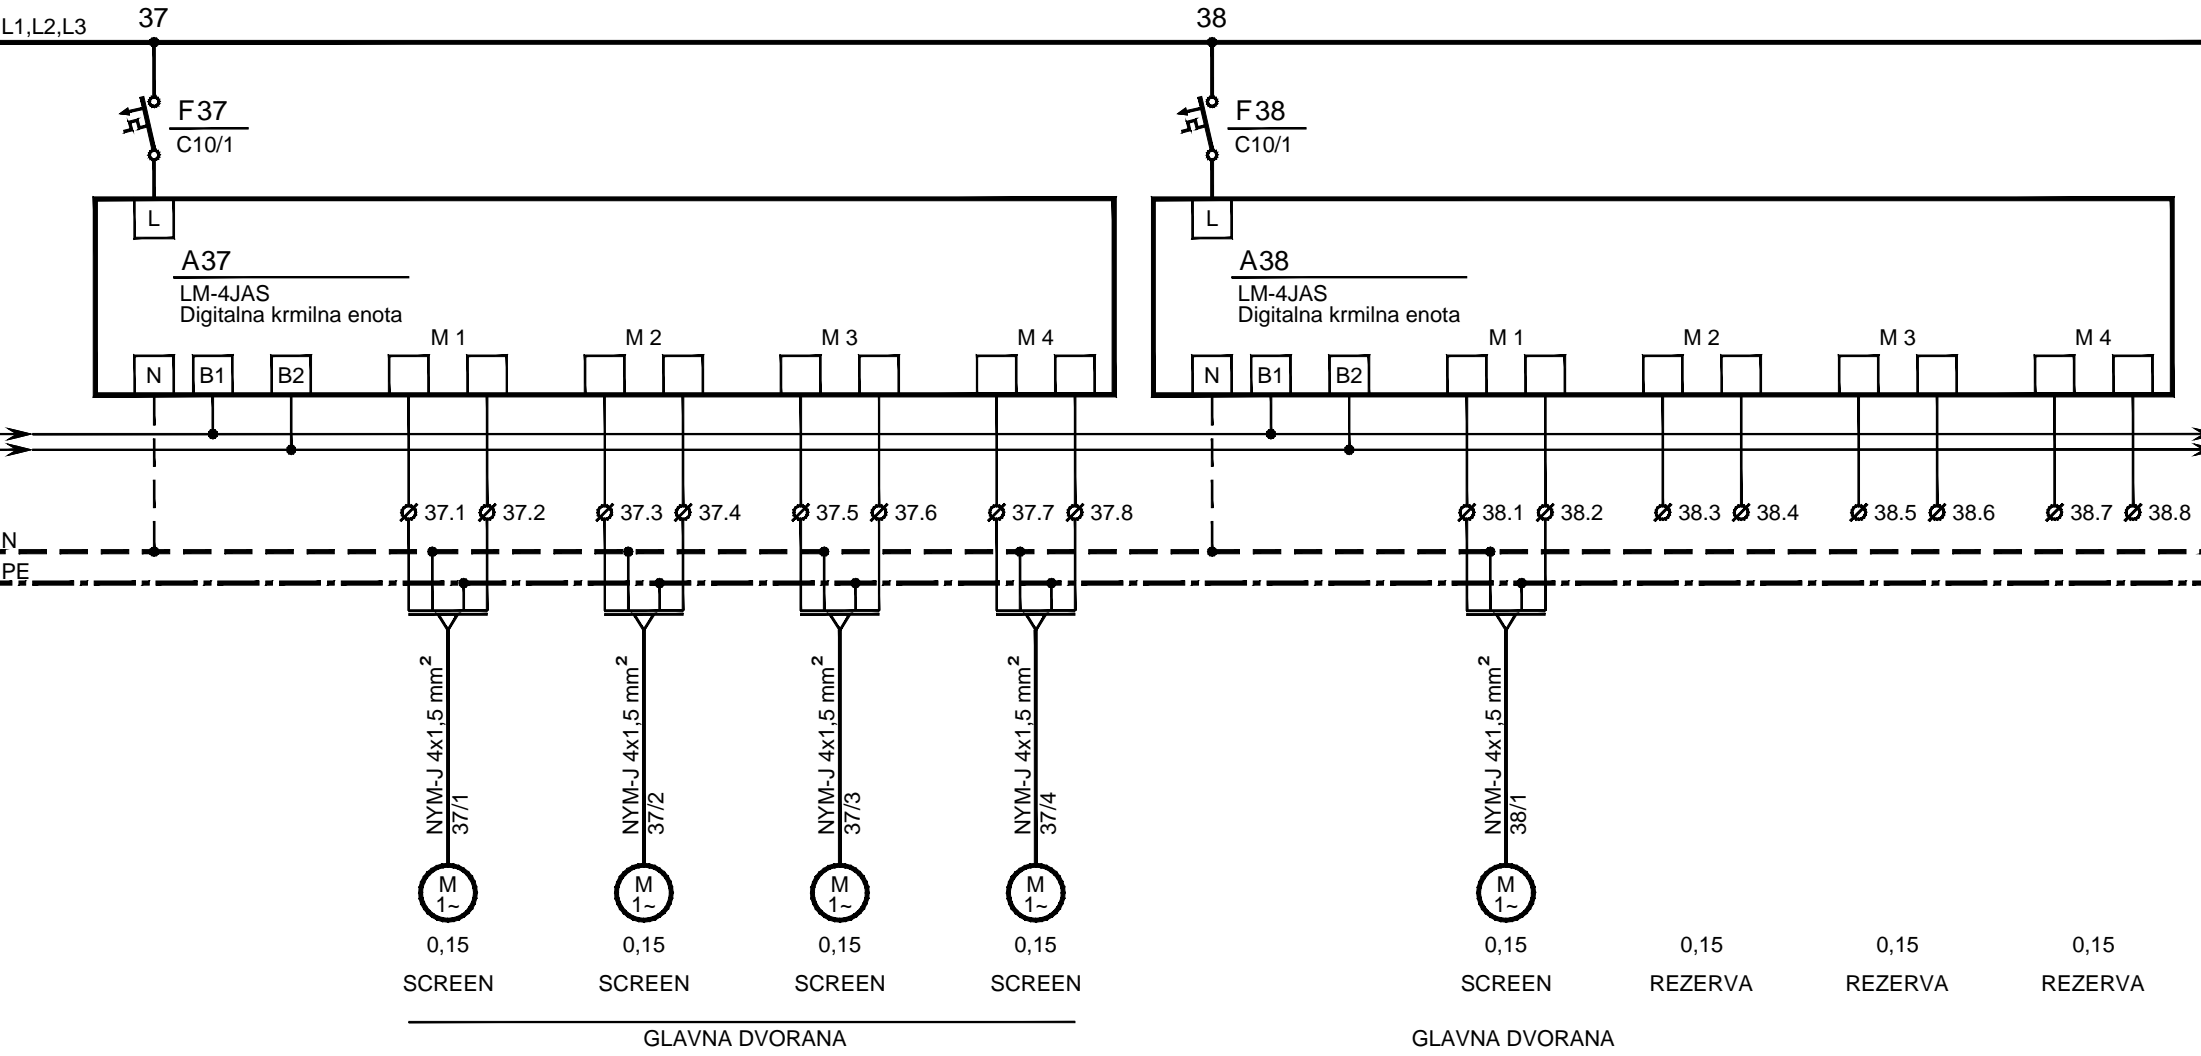 37 38
L1,L2,L3
F37 F38
C10/1 C10/1
L L
A37 A38
LM-4JAS LM-4JAS
Digitalna krmilna enota Digitalna krmilna enota
M 1 M 2 M 3 M 4 M 1 M 2 M 3 M 4
N B1 B2 N B1 B2
37.1 37.2 37.3 37.4 37.5 37.6 37.7 37.8 38.1 38.2 38.3 38.4 38.5 38.6 38.7 38.8
N
PE
NYM-J 4x1,5 mm²
37/1
NYM-J 4x1,5 mm²
37/2
NYM-J 4x1,5 mm²
37/3
NYM-J 4x1,5 mm²
37/4
NYM-J 4x1,5 mm²
38/1
M M M M M
1~ 1~ 1~ 1~ 1~
0,15 0,15 0,15 0,15 0,15 0,15 0,15 0,15
SCREEN SCREEN SCREEN SCREEN SCREEN REZERVA REZERVA REZERVA
GLAVNA DVORANA GLAVNA DVORANA